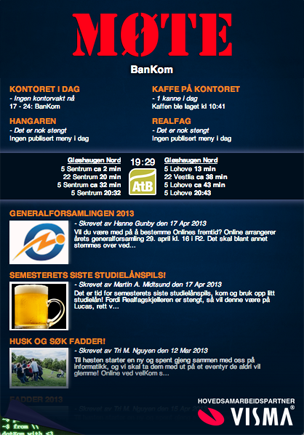 MØTE
BanKom
KONTORET I DAG
- Ingen kontorvakt nå
17 - 24: BanKom
KAFFE PÅ KONTORET
- 1 kanne i dag
Kaffen ble laget kl 10:41
HANGAREN
- Det er nok stengt
Ingen publisert meny i dag
REALFAG
- Det er nok stengt
Ingen publisert meny i dag
Gløshaugen Nord
5 Sentrum ca 2 min
22 Sentrum 20 min
5 Sentrum ca 32 min
5 Sentrum 20:32
19:29
AtB
Gløshaugen Nord
5 Lohove 13 min
22 Vestlia ca 38 min
5 Lohove ca 43 min
5 Lohove 20:43
GENERALFORSAMLINGEN 2013
- Skrevet av Hanne Gunby den 17 Apr 2013
Vil du være med på å bestemme Onlines fremtid? Online arrangerer
årets generalforsamling 29. april kl. 16 i R2. Det skal blant annet
stemmes over ved...
SEMESTERETS SISTE STUDIELÅNSPILS!
- Skrevet av Martin A. Midtsund den 17 Apr 2013
Det er tid for semesterets siste studielånspils, kom og bruk opp litt
studielån! Fordi Realfagskjelleren er stengt, så vil denne være på
Lucas, rett v...
HUSK OG SØK FADDER!
- Skrevet av Tri M. Nguyen den 12 Mar 2013
Til høsten starter en ny og spent gjeng sammen med oss på
Informatikk, og vi skal ta dem med ut på et eventyr de aldri vil
glemme! Online ved velKom s...
FADDER 2013
HOVEDSAMARBEIDSPARTNER
VISMA